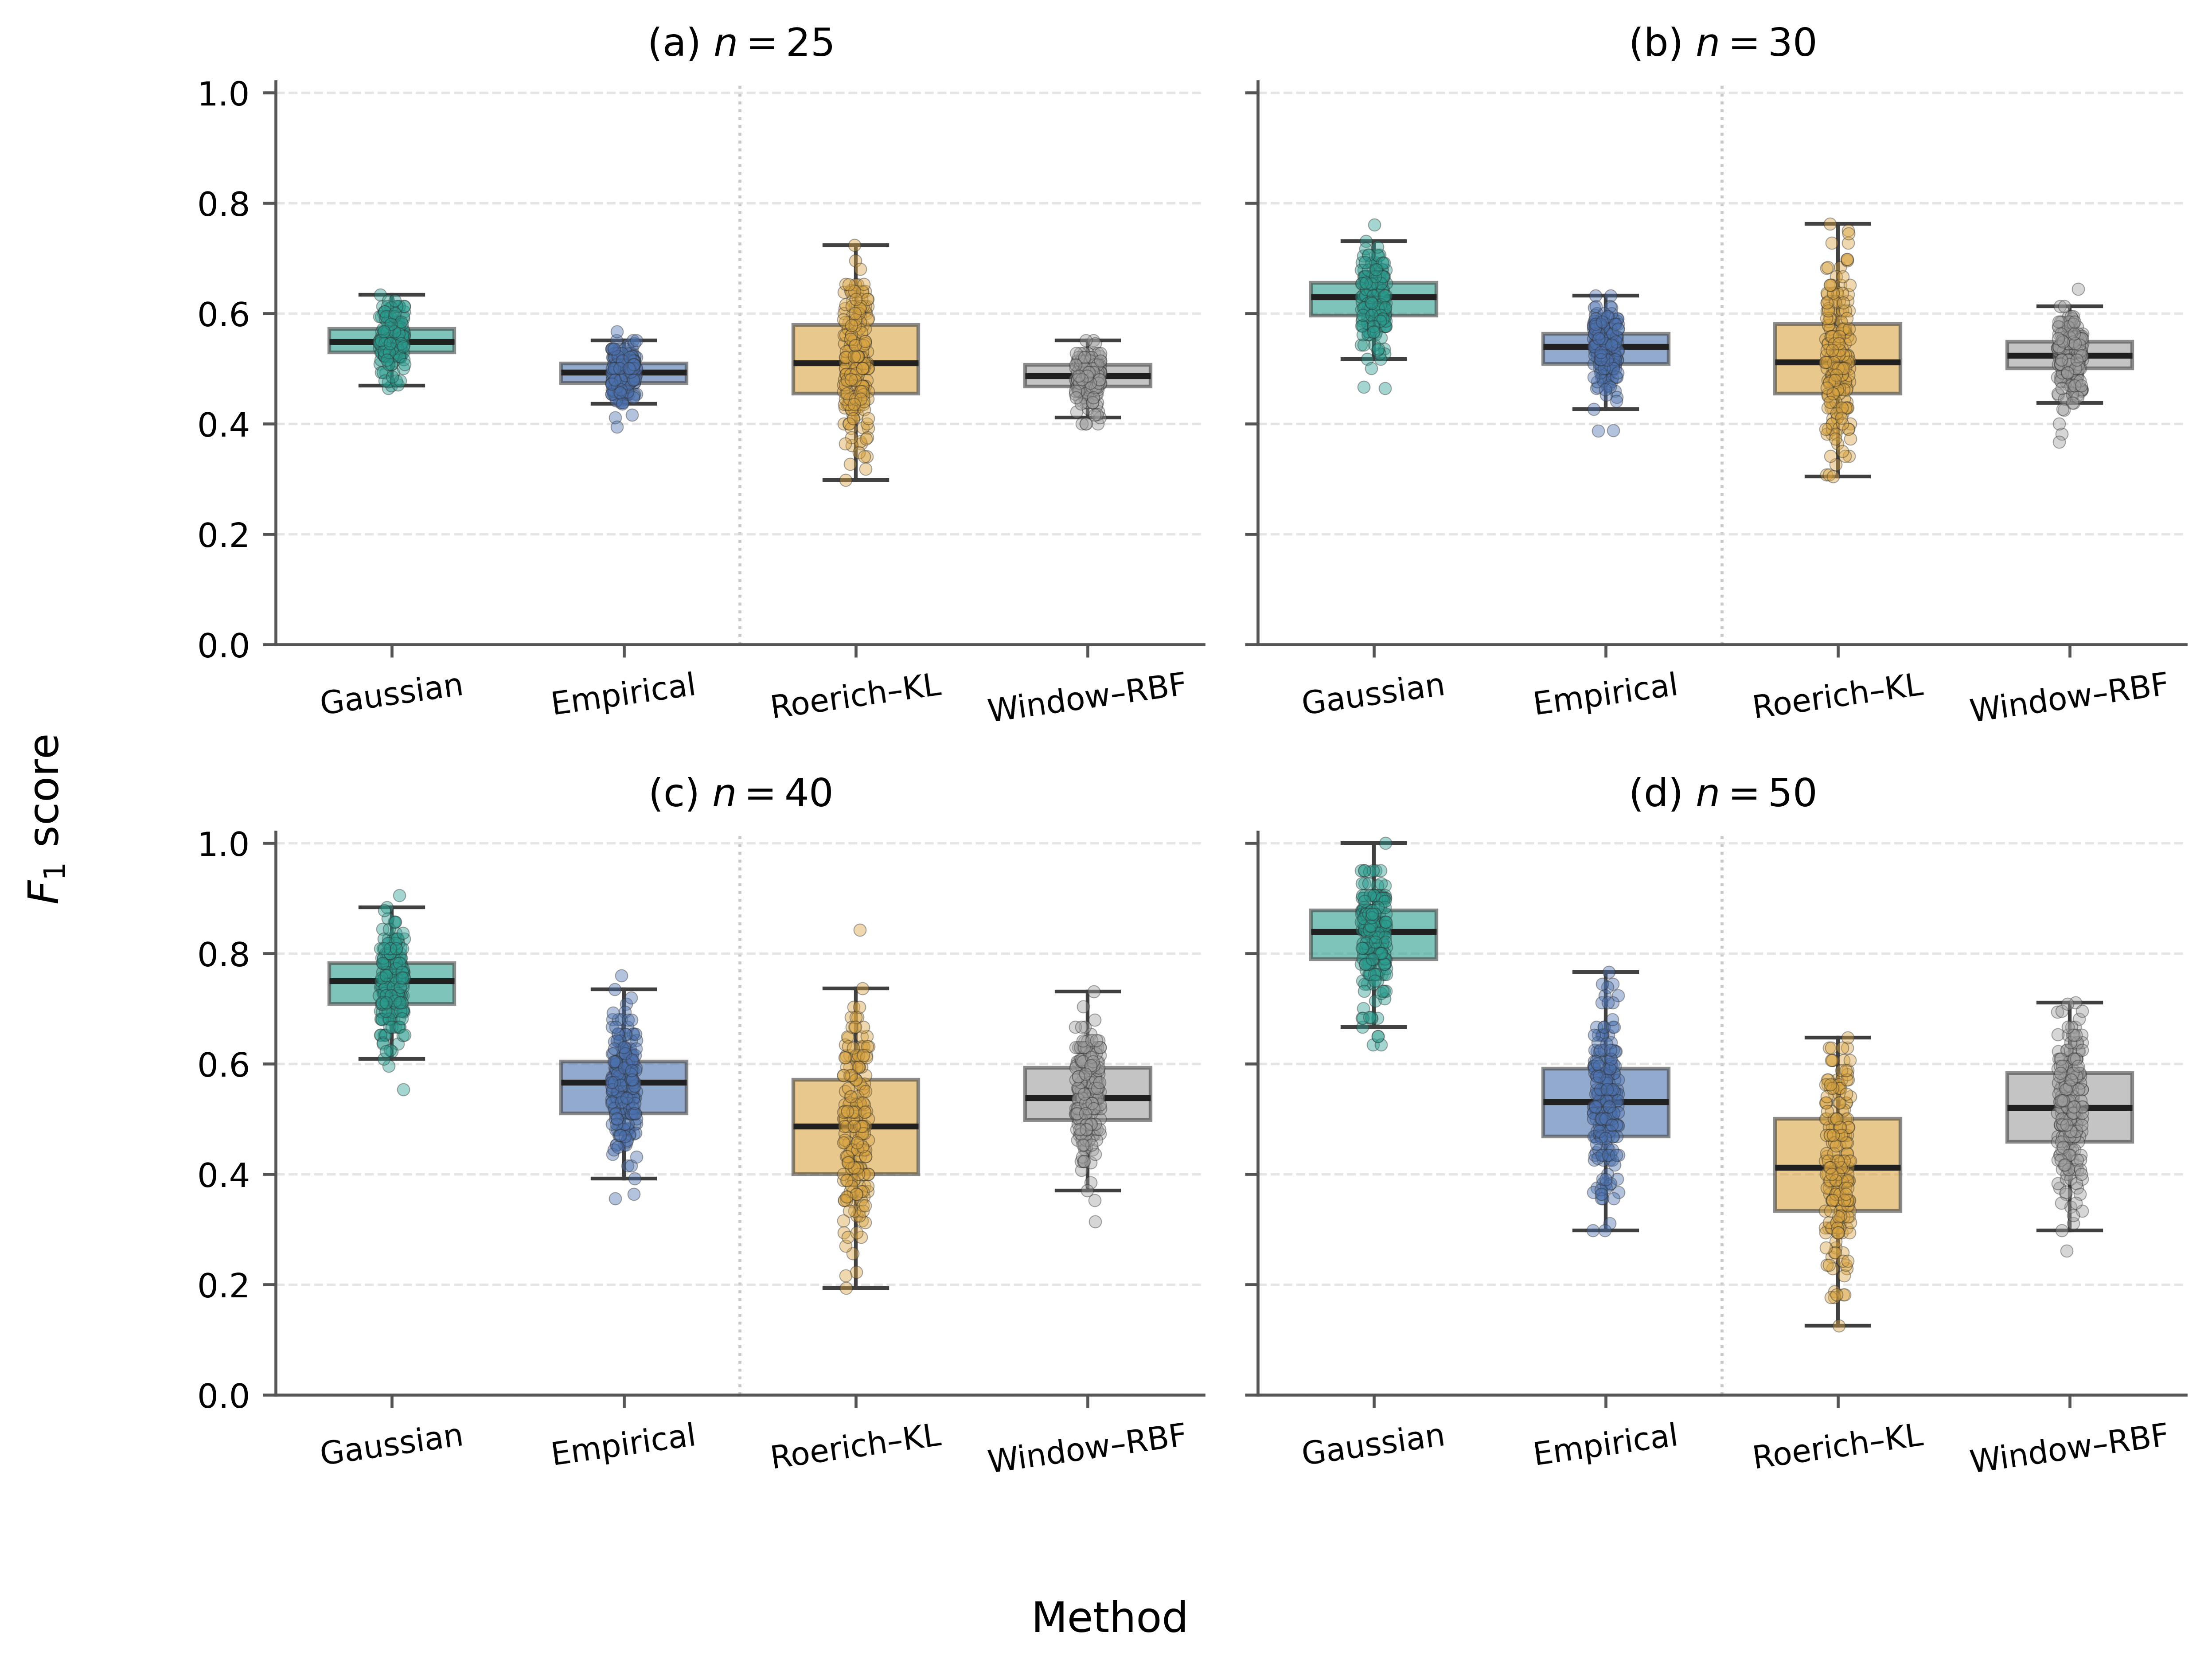 (a) n = 25
(b) n = 30
1.0
0.8
0.6
0.4
0.2
0.0
Gaussian Empirical Roerich–KL Window–RBF
Gaussian Empirical Roerich–KL Window–RBF
F1 score
(c) n = 40
(d) n = 50
1.0
0.8
0.6
0.4
0.2
0.0
Gaussian Empirical Roerich–KL Window–RBF
Gaussian Empirical Roerich–KL Window–RBF
Method